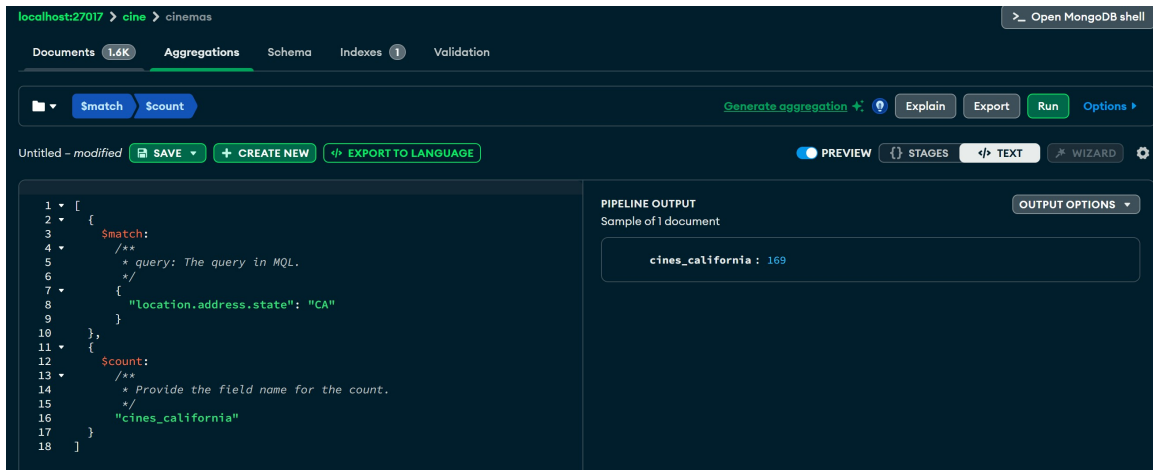 localhost:27017 > cine > cinemas
>_ Open MongoDB shell
Documents 1.6K Aggregations Schema Indexes 1 Validation
$match $count
Generate aggregation Explain Export Run Options
Untitled – modified SAVE + CREATE NEW </> EXPORT TO LANGUAGE
PREVIEW {} STAGES </> TEXT WIZARD
1 [
2 {
3 $match:
4 /**
5 * query: The query in MQL.
6 */
7 {
8 "location.address.state": "CA"
9 }
10 },
11 {
12 $count:
13 /**
14 * Provide the field name for the count.
15 */
16 "cines_california"
17 }
18 ]
PIPELINE OUTPUT
Sample of 1 document
OUTPUT OPTIONS
cines_california : 169